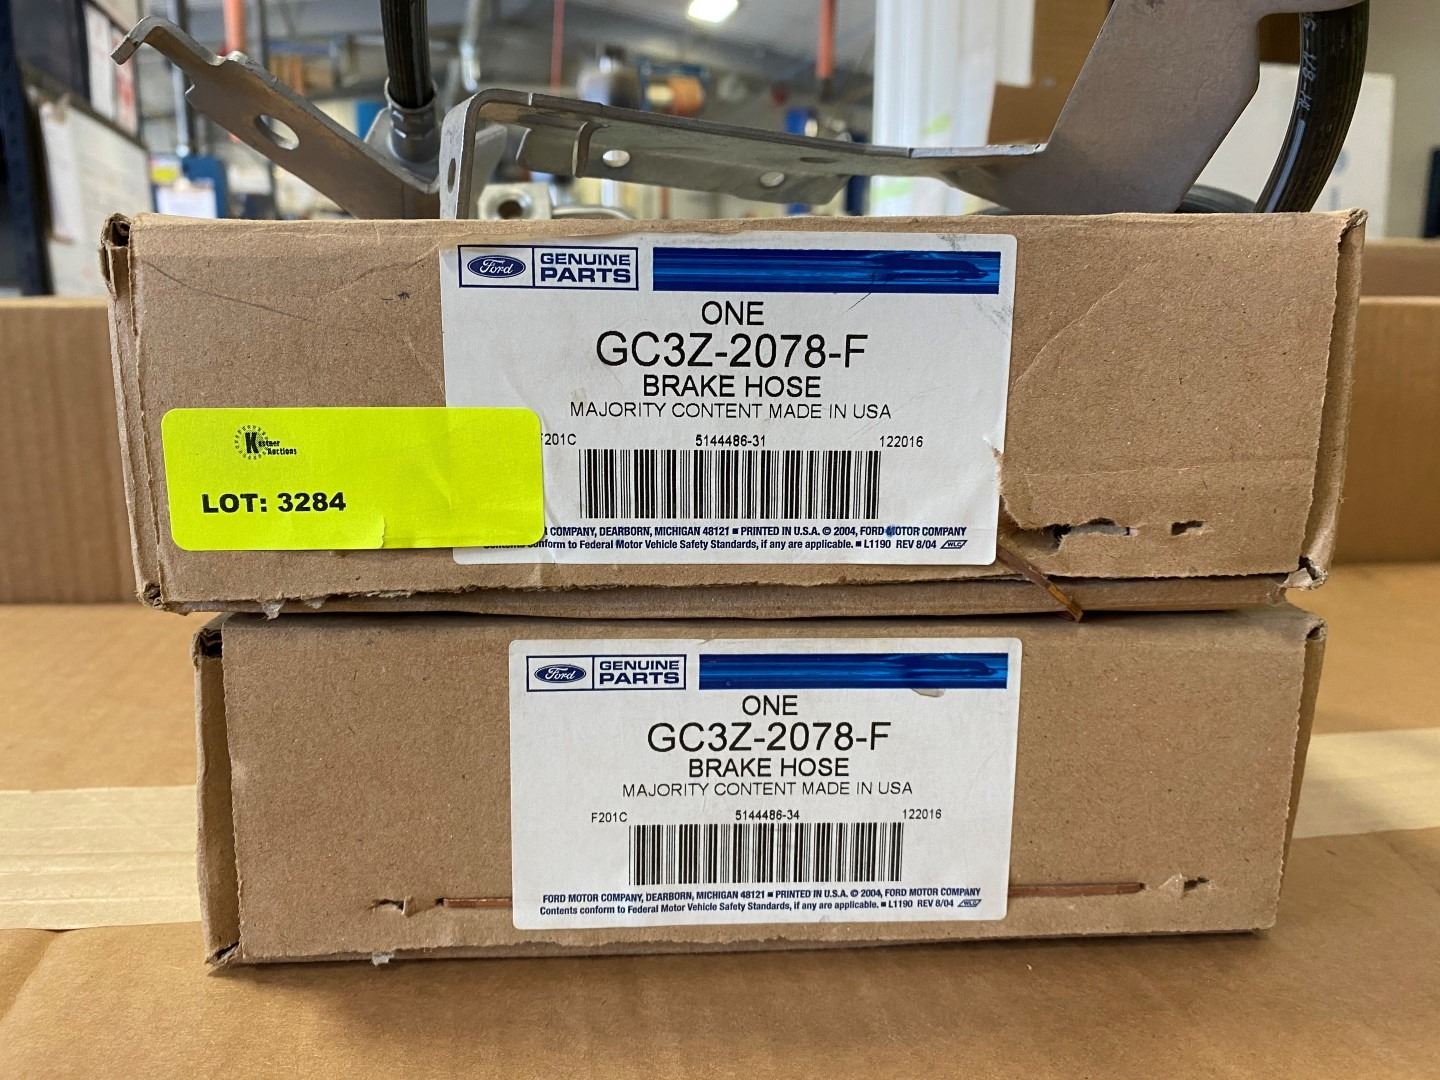 Ford GENUINE PARTS
ONE
GC3Z-2078-F
BRAKE HOSE
MAJORITY CONTENT MADE IN USA
F201C 5144486-31 122016
COMPANY, DEARBORN, MICHIGAN 48121 ■ PRINTED IN U.S.A. © 2004, FORD MOTOR COMPANY
Contents conform to Federal Motor Vehicle Safety Standards, if any are applicable. ■ L1190 REV 8/04 WLC
Kastner
Auctions
LOT: 3284
Ford GENUINE PARTS
ONE
GC3Z-2078-F
BRAKE HOSE
MAJORITY CONTENT MADE IN USA
F201C 5144486-34 122016
FORD MOTOR COMPANY, DEARBORN, MICHIGAN 48121 ■ PRINTED IN U.S.A. © 2004, FORD MOTOR COMPANY
Contents conform to Federal Motor Vehicle Safety Standards, if any are applicable. ■ L1190 REV 8/04 WLC